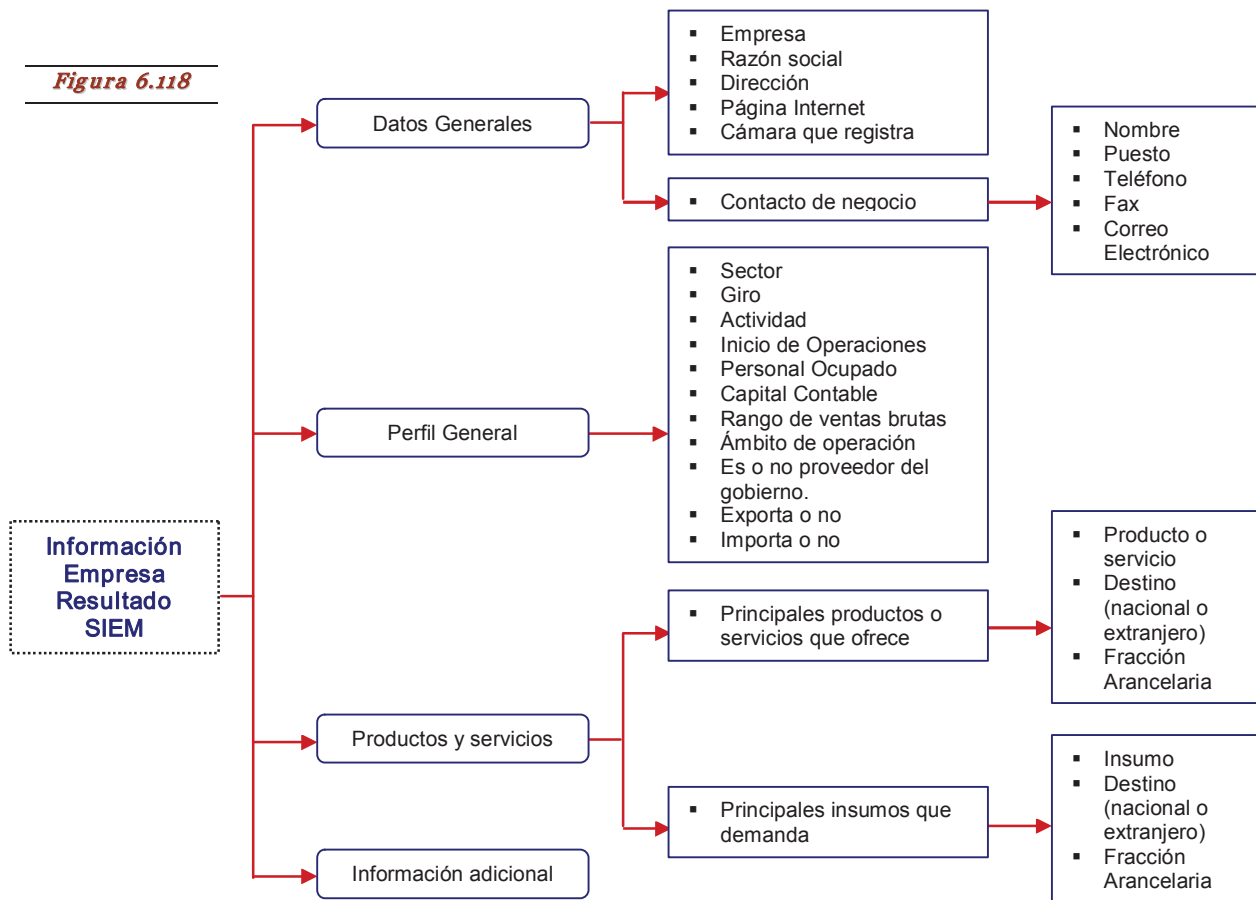 Figura 6.118
Información
Empresa
Resultado
SIEM
Datos Generales
▪ Empresa
▪ Razón social
▪ Dirección
▪ Página Internet
▪ Cámara que registra
▪ Contacto de negocio
▪ Nombre
▪ Puesto
▪ Teléfono
▪ Fax
▪ Correo
Electrónico
Perfil General
▪ Sector
▪ Giro
▪ Actividad
▪ Inicio de Operaciones
▪ Personal Ocupado
▪ Capital Contable
▪ Rango de ventas brutas
▪ Ámbito de operación
▪ Es o no proveedor del
gobierno.
▪ Exporta o no
▪ Importa o no
Productos y servicios
▪ Principales productos o
servicios que ofrece
▪ Producto o
servicio
▪ Destino
(nacional o
extranjero)
▪ Fracción
Arancelaria
▪ Principales insumos que
demanda
▪ Insumo
▪ Destino
(nacional o
extranjero)
▪ Fracción
Arancelaria
Información adicional